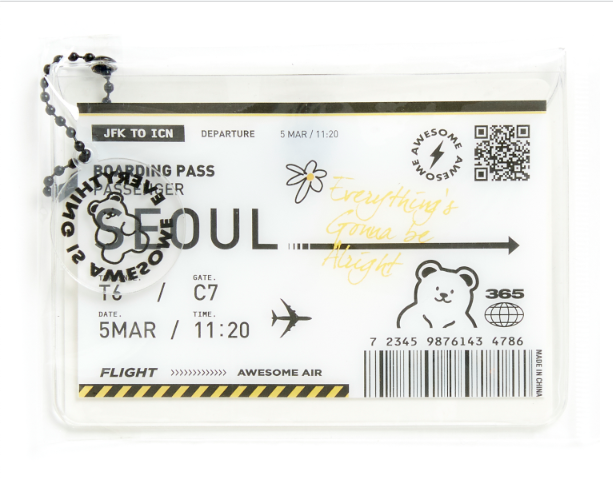 JFK TO ICN DEPARTURE 5 MAR / 11:20
AWESOME AWESOME AWESOME
BOARDING PASS
PASSENGER
SEOUL
Everything's
Gonna be
Alright
EVERYTHING IS AWESOME
GATE.
T6 / C7
DATE. TIME.
5MAR / 11:20
365
7 2345 9876143 4786
MADE IN CHINA
FLIGHT >>>>>>>>>>>> AWESOME AIR